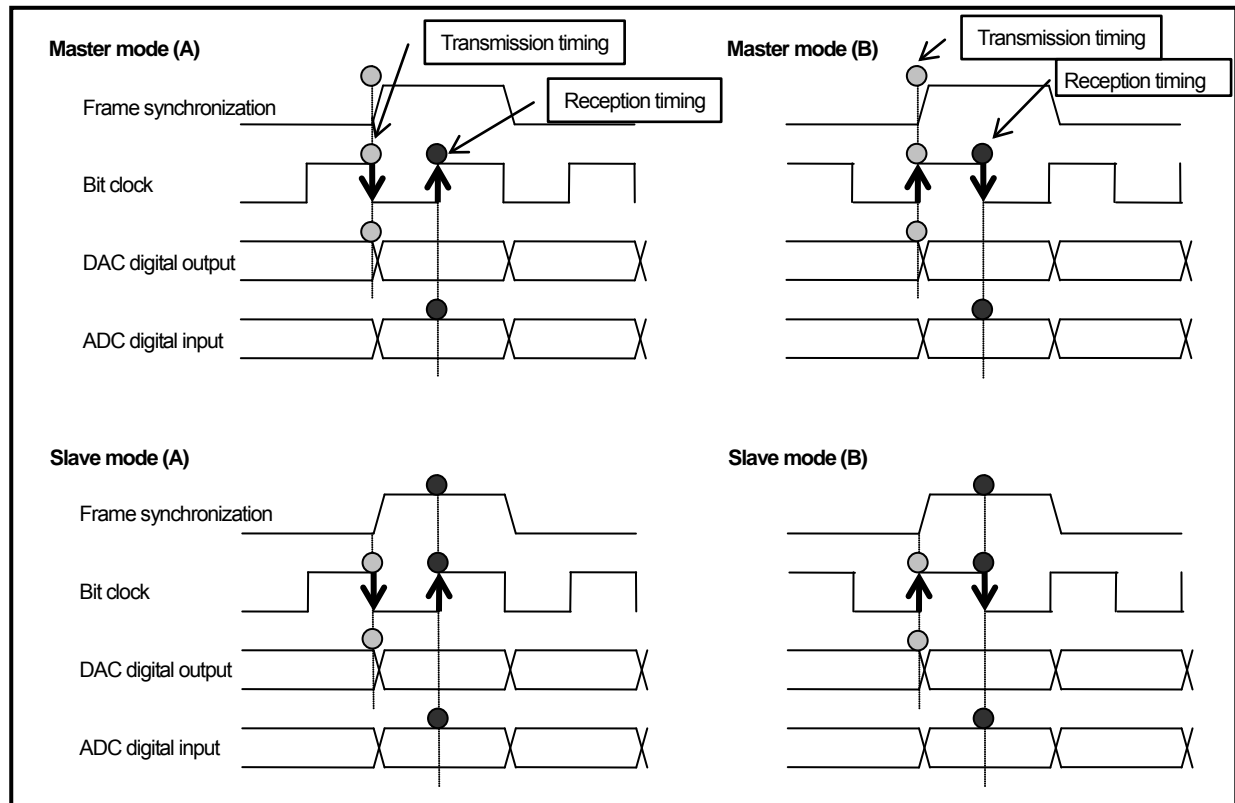 Master mode (A)
Transmission timing
Reception timing
Frame synchronization
Bit clock
DAC digital output
ADC digital input
Master mode (B)
Transmission timing
Reception timing
Slave mode (A)
Frame synchronization
Bit clock
DAC digital output
ADC digital input
Slave mode (B)